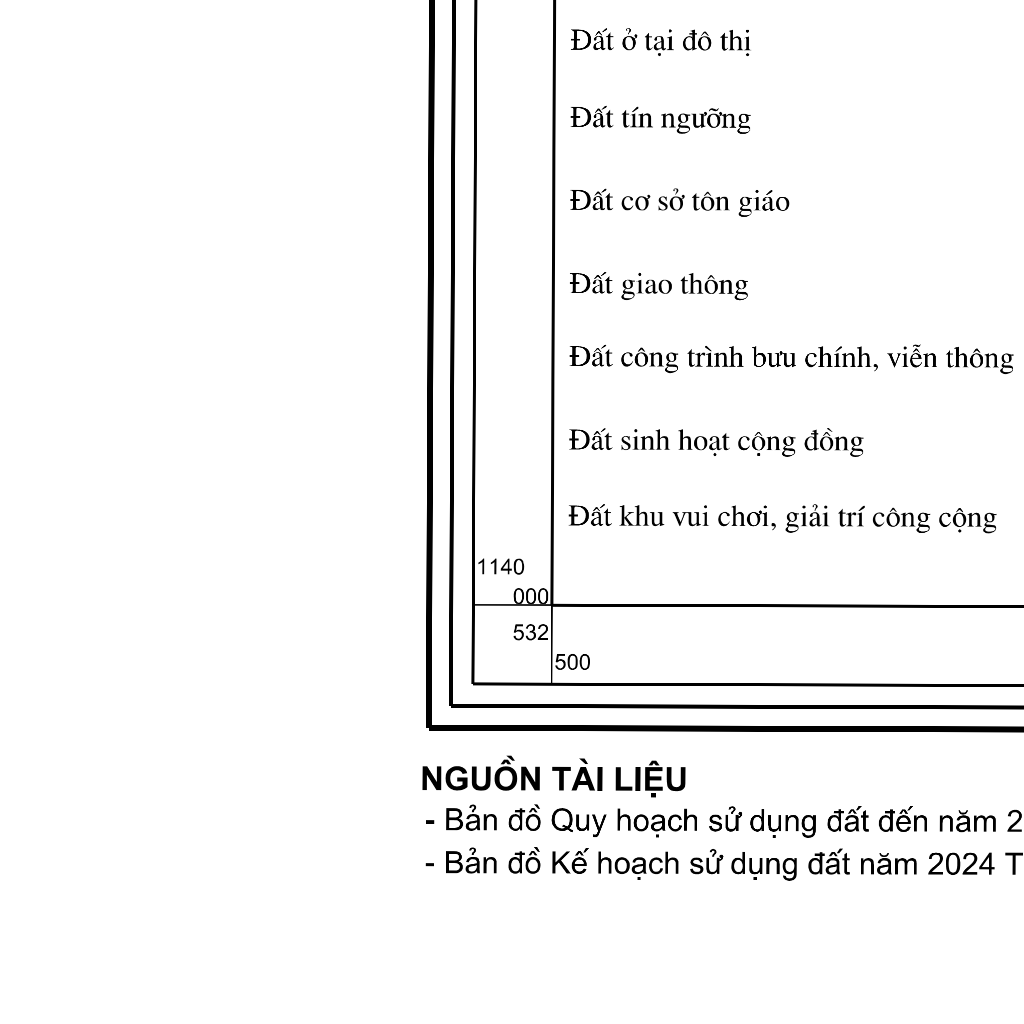 Đất ở tại đô thị
Đất tín ngưỡng
Đất cơ sở tôn giáo
Đất giao thông
Đất công trình bưu chính, viễn thông
Đất sinh hoạt cộng đồng
Đất khu vui chơi, giải trí công cộng
1140
000
532
500
NGUỒN TÀI LIỆU
- Bản đồ Quy hoạch sử dụng đất đến năm 2
- Bản đồ Kế hoạch sử dụng đất năm 2024 T